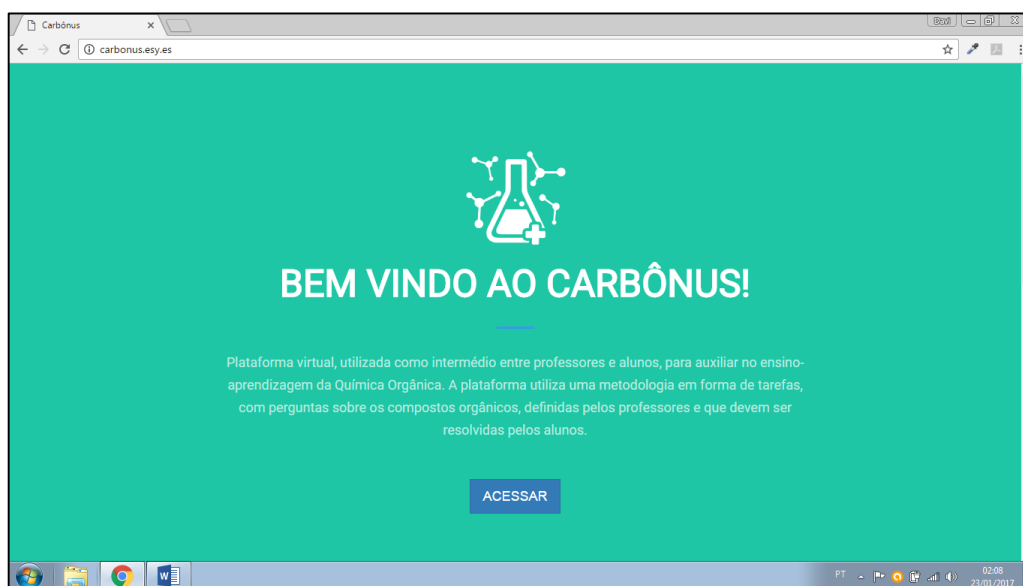 Carbônus
Davi
carbonus.esy.es
BEM VINDO AO CARBÔNUS!
Plataforma virtual, utilizada como intermédio entre professores e alunos, para auxiliar no ensino-
aprendizagem da Química Orgânica. A plataforma utiliza uma metodologia em forma de tarefas,
com perguntas sobre os compostos orgânicos, definidas pelos professores e que devem ser
resolvidas pelos alunos.
ACESSAR
PT
02:08
23/01/2017